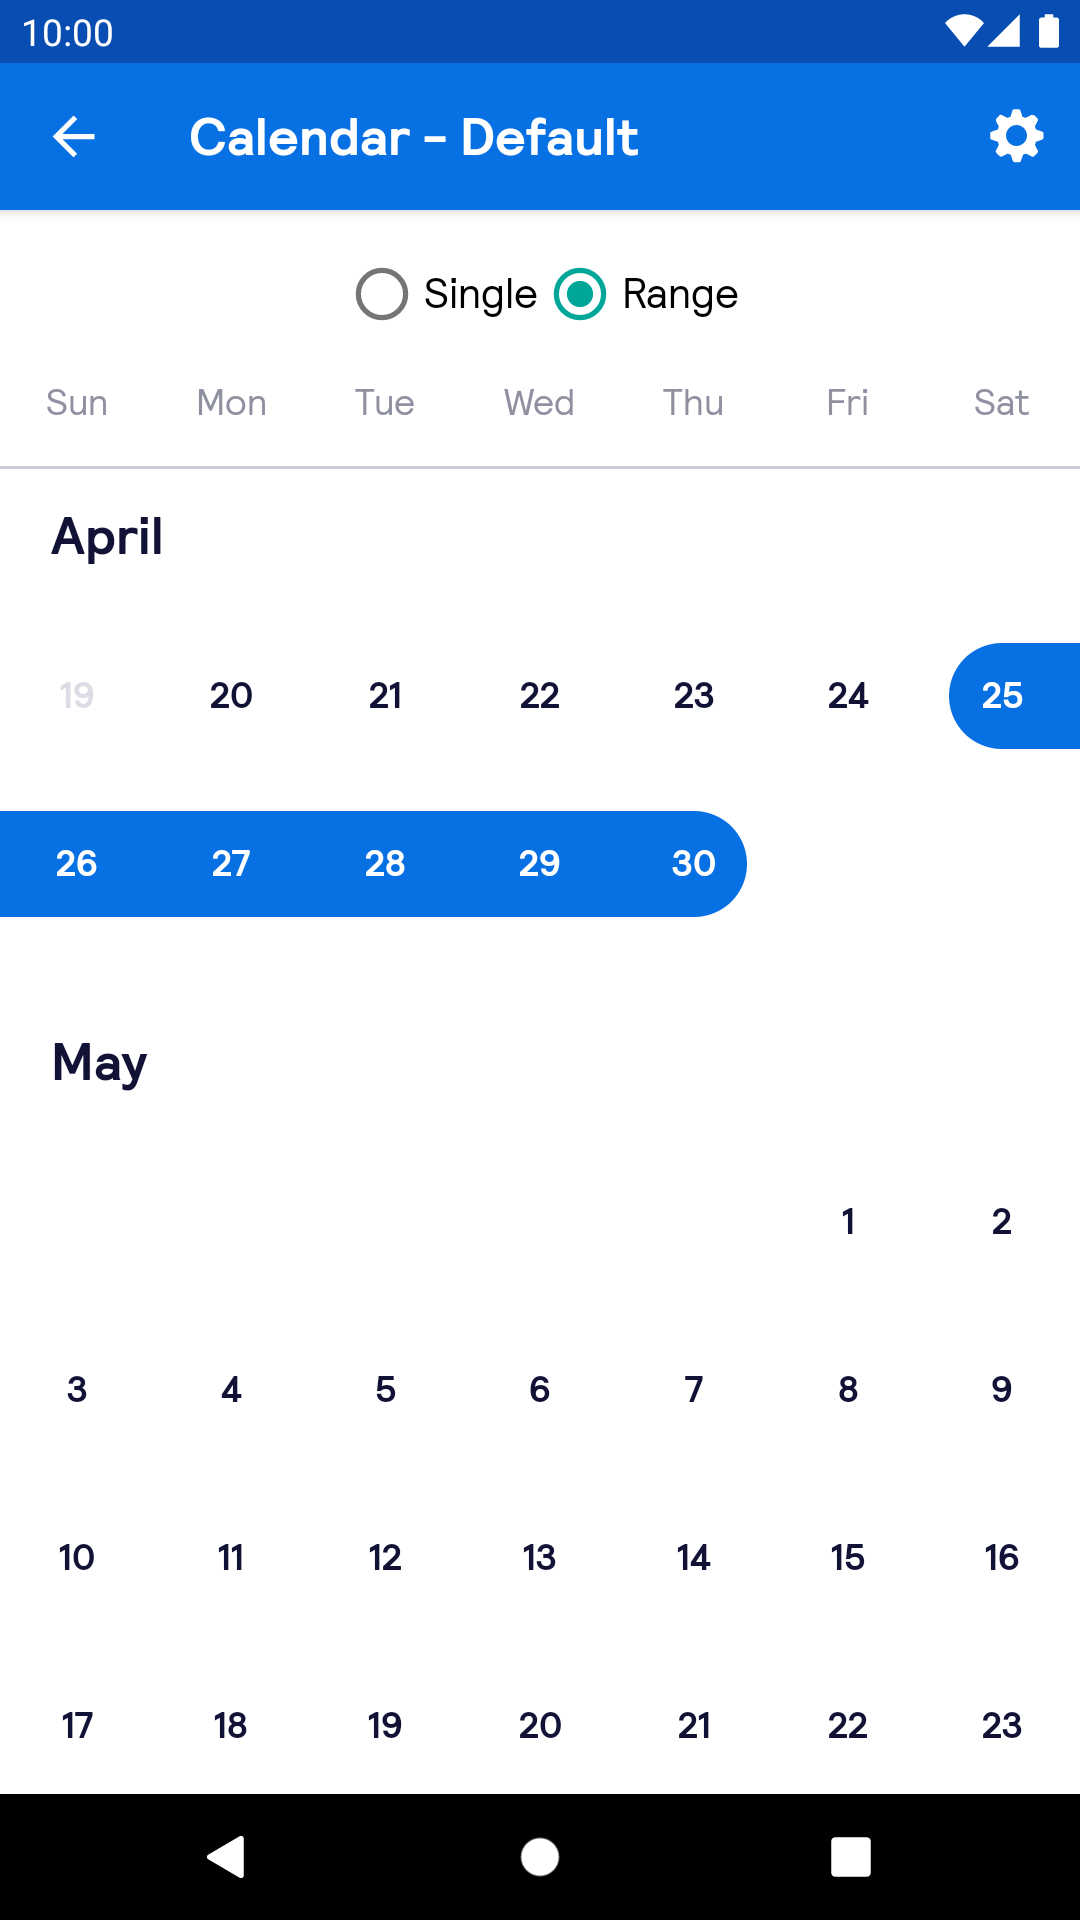 10:00
Calendar - Default
Single Range
Sun Mon Tue Wed Thu Fri Sat
April
19 20 21 22 23 24 25
26 27 28 29 30
May
1 2
3 4 5 6 7 8 9
10 11 12 13 14 15 16
17 18 19 20 21 22 23